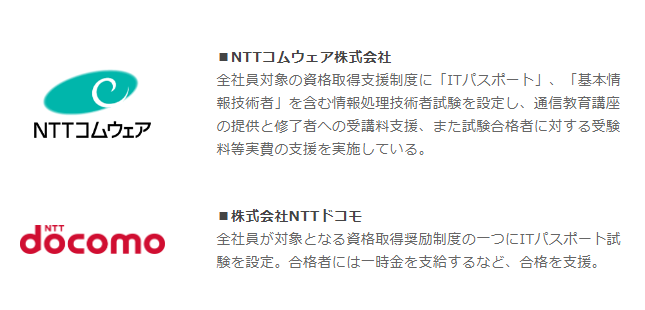 ■NTTコムウェア株式会社
全社員対象の資格取得支援制度に「ITパスポート」、「基本情
報技術者」を含む情報処理技術者試験を設定し、通信教育講座
の提供と修了者への受講料支援、また試験合格者に対する受験
料等実費の支援を実施している。
NTTコムウェア
■株式会社NTTドコモ
全社員が対象となる資格取得奨励制度の一つにITパスポート試
験を設定。合格者には一時金を支給するなど、合格を支援。
NTT
docomo